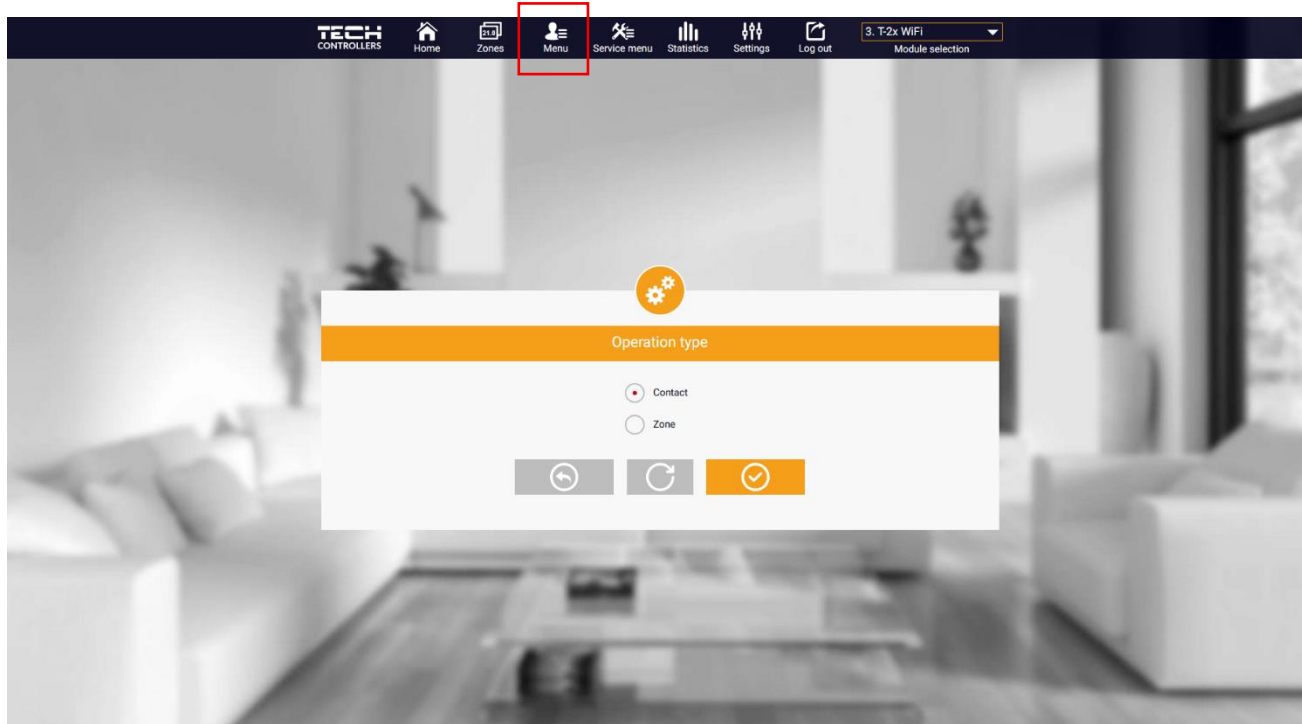 TECH
CONTROLLERS
Home
21.0
Zones
Menu
Service menu
Statistics
Settings
Log out
3. T-2x WiFi
Module selection
Operation type
Contact
Zone